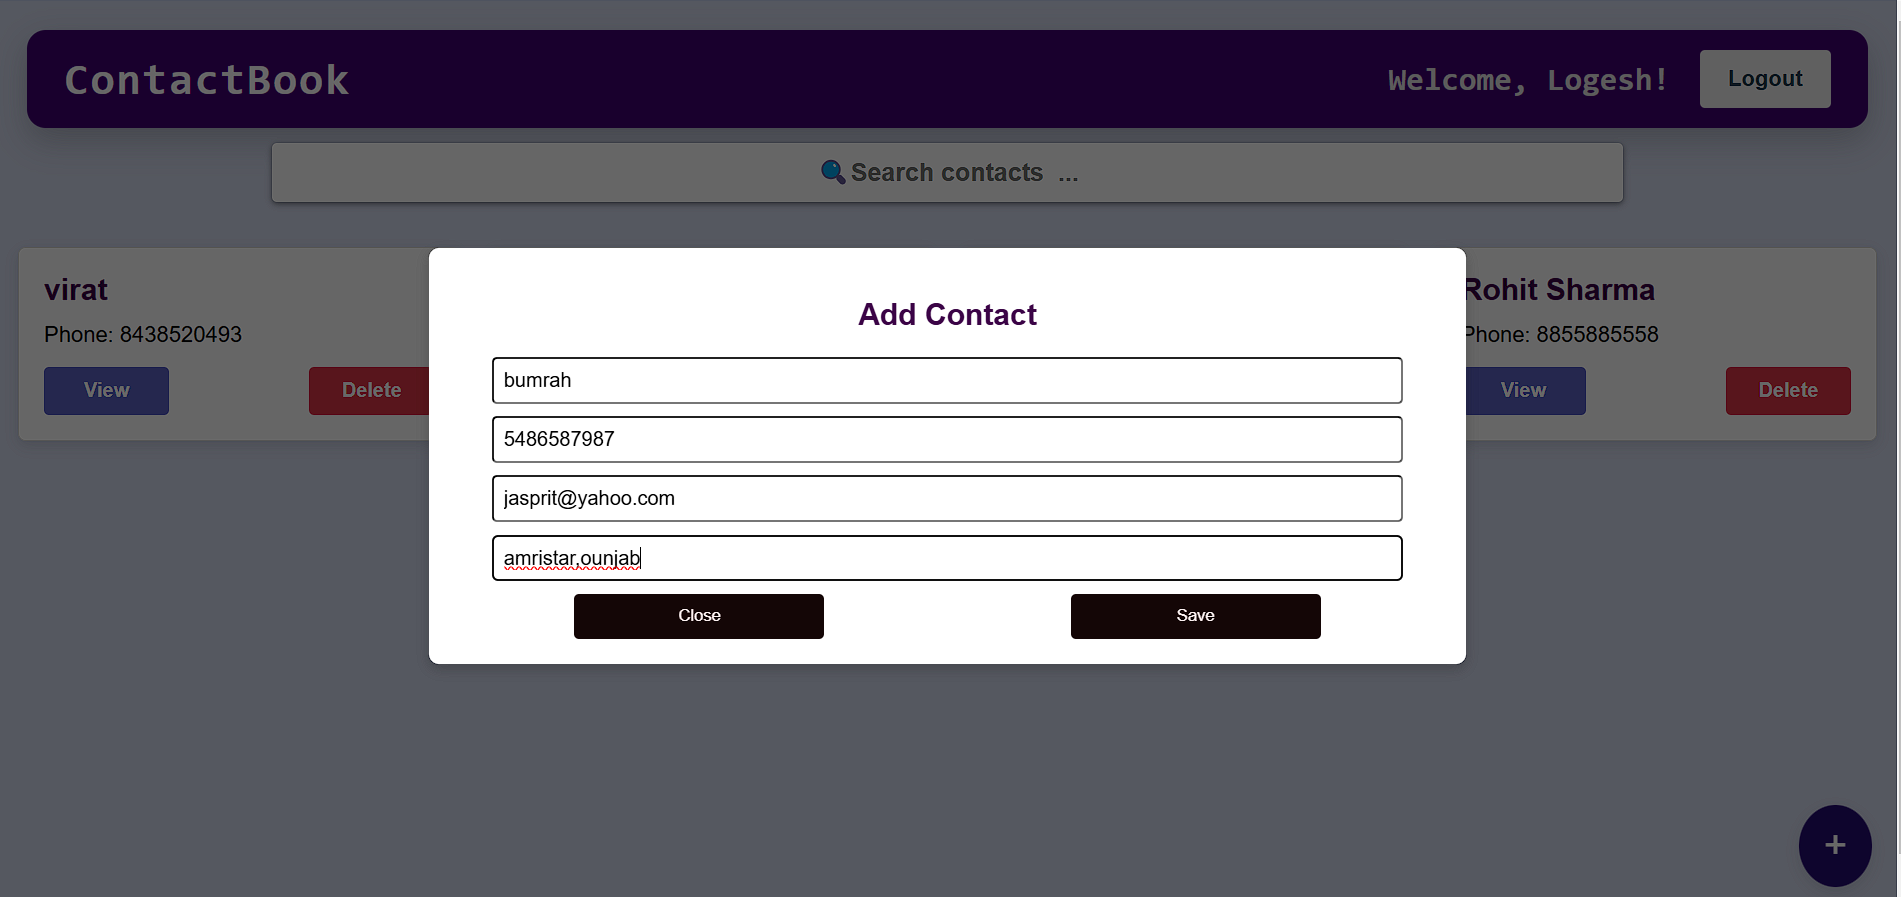 ContactBook
Welcome, Logesh!
Logout
Search contacts ...
virat
Phone: 8438520493
View
Delete
Add Contact
bumrah
5486587987
jasprit@yahoo.com
amristar,ounjab
Close
Save
Rohit Sharma
Phone: 8855885558
View
Delete
+